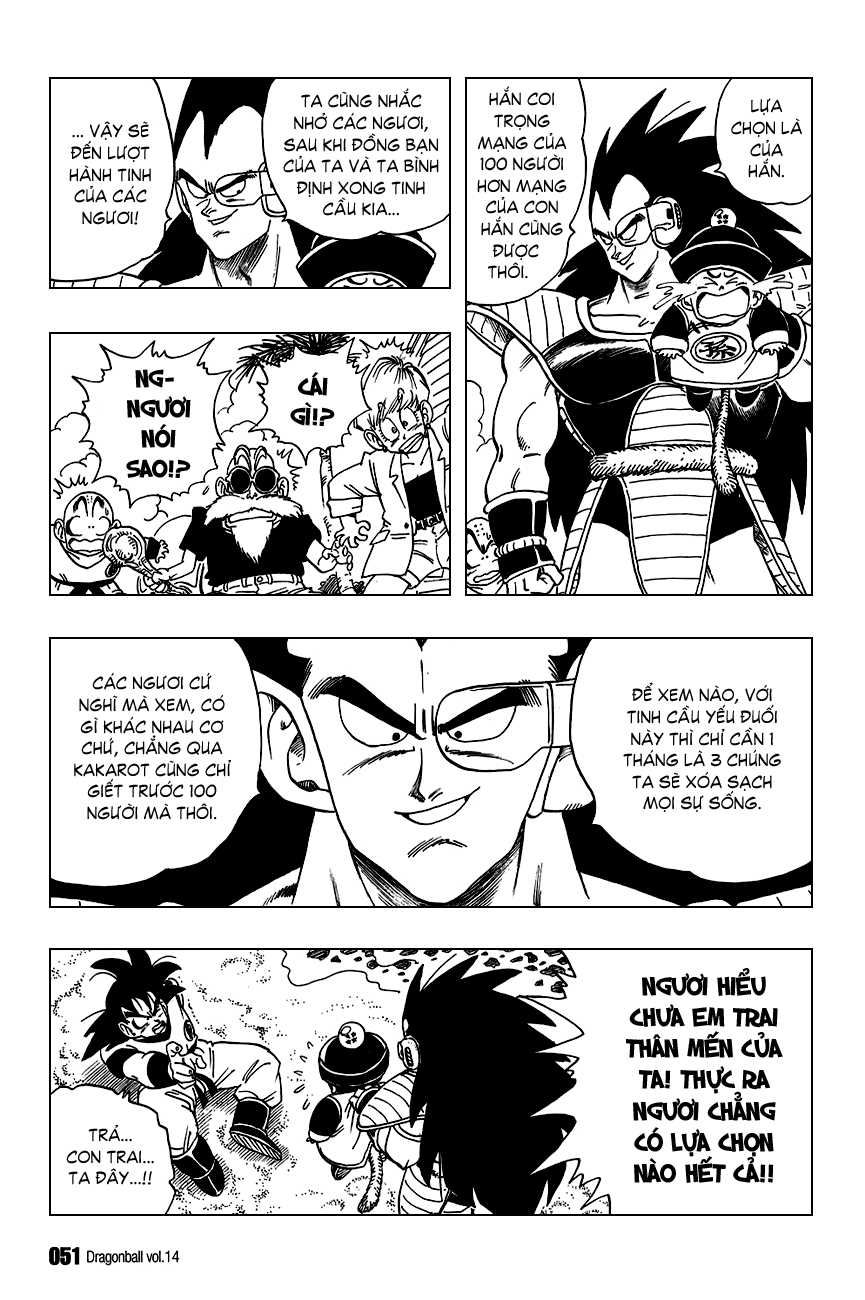 LỰA
CHỌN LÀ
CỦA
HẮN.
HẮN COI
TRỌNG
MẠNG CỦA
100 NGƯỜI
HƠN MẠNG
CỦA CON
HẮN CŨNG
ĐƯỢC
THÔI.
TA CŨNG NHẮC
NHỞ CÁC NGƯƠI,
SAU KHI ĐỒNG BẠN
CỦA TA VÀ TA BÌNH
ĐỊNH XONG TINH
CẦU KIA...
... VẬY SẼ
ĐẾN LƯỢT
HÀNH TINH
CỦA CÁC
NGƯƠI!
CÁI
GÌ!?
NG-
NGƯƠI
NÓI
SAO!?
ĐỂ XEM NÀO, VỚI
TINH CẦU YẾU ĐUỐI
NÀY THÌ CHỈ CẦN 1
THÁNG LÀ 3 CHÚNG
TA SẼ XÓA SẠCH
MỌI SỰ SỐNG.
CÁC NGƯƠI CỨ
NGHĨ MÀ XEM, CÓ
GÌ KHÁC NHAU CƠ
CHỨ, CHẲNG QUA
KAKAROT CŨNG CHỈ
GIẾT TRƯỚC 100
NGƯỜI MÀ THÔI.
NGƯƠI HIỂU
CHƯA EM TRAI
THÂN MẾN CỦA
TA! THỰC RA
NGƯƠI CHẲNG
CÓ LỰA CHỌN
NÀO HẾT CẢ!!
TRẢ...
CON TRAI...
TA ĐÂY...!!
051 Dragonball vol.14